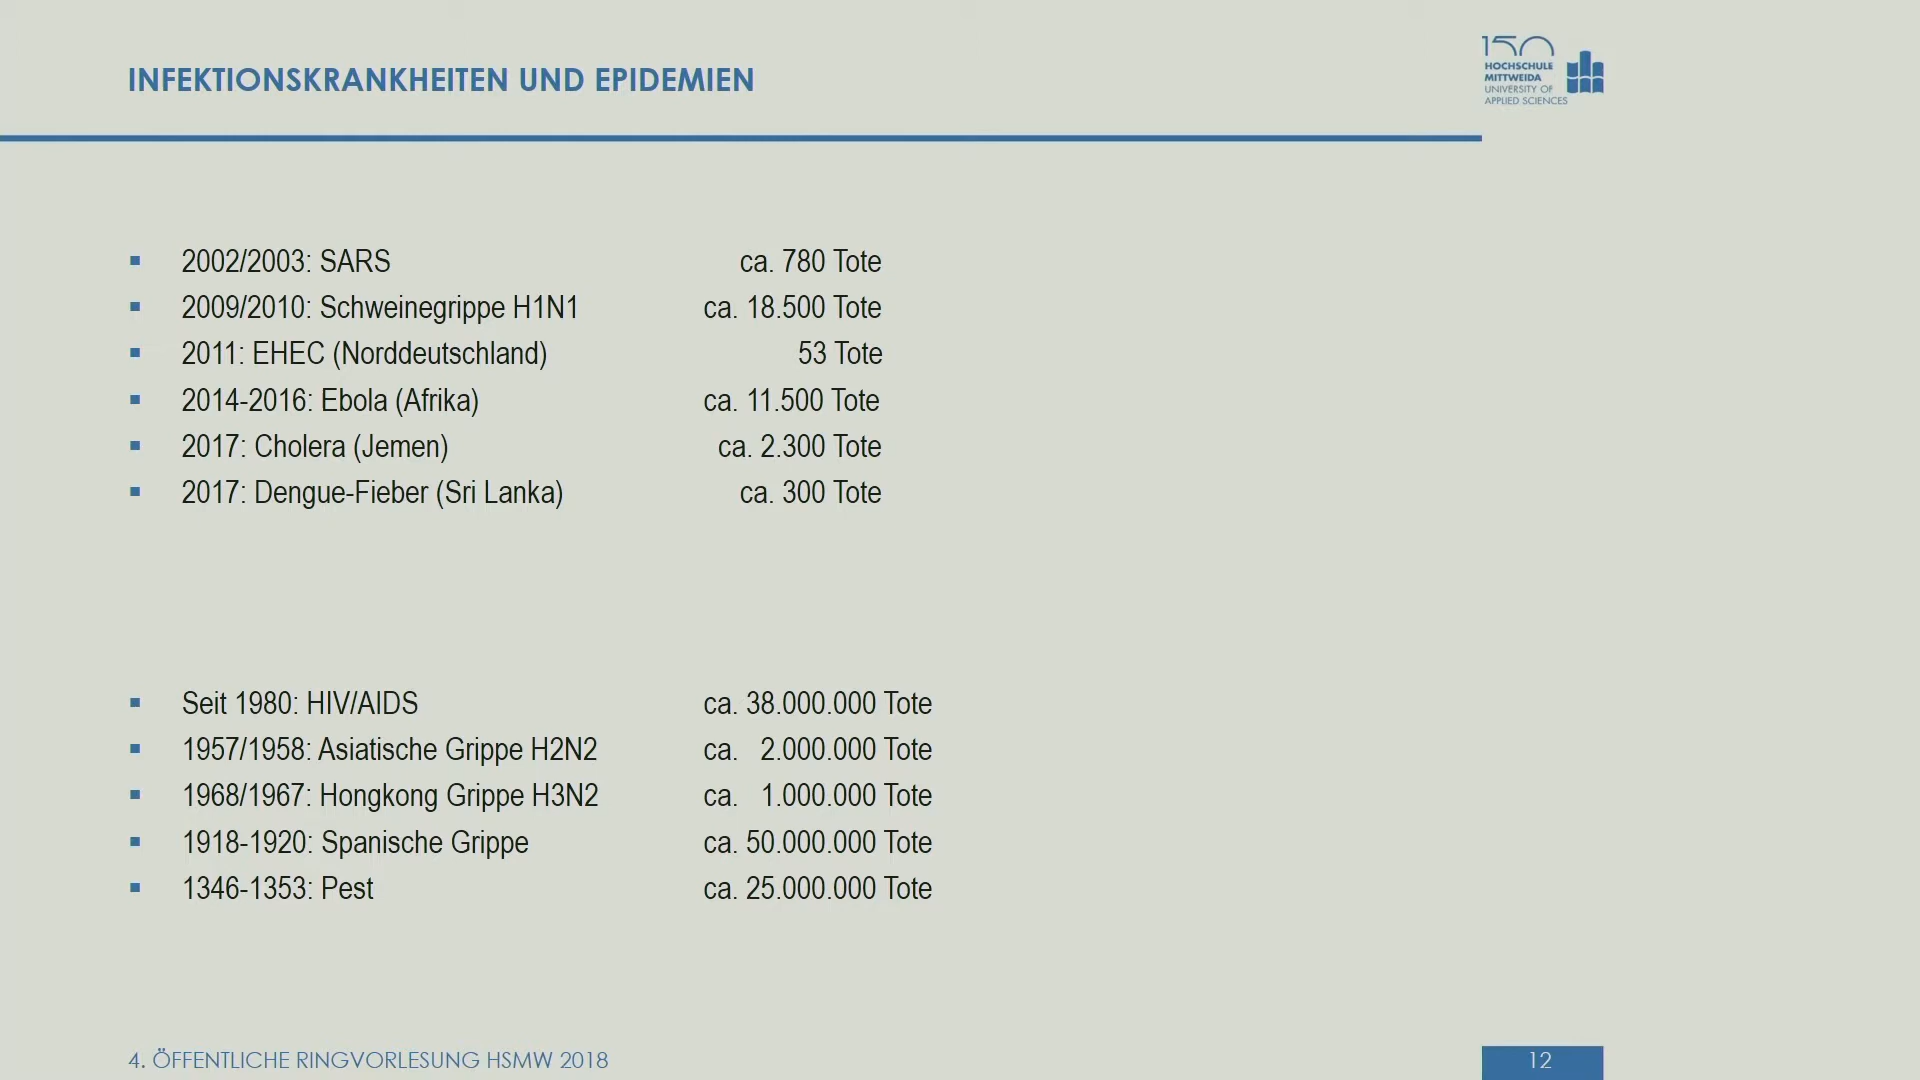 INFEKTIONSKRANKHEITEN UND EPIDEMIEN
150
HOCHSCHULE
MITTWEIDA
UNIVERSITY OF
APPLIED SCIENCES
▪ 2002/2003: SARS ca. 780 Tote
▪ 2009/2010: Schweinegrippe H1N1 ca. 18.500 Tote
▪ 2011: EHEC (Norddeutschland) 53 Tote
▪ 2014-2016: Ebola (Afrika) ca. 11.500 Tote
▪ 2017: Cholera (Jemen) ca. 2.300 Tote
▪ 2017: Dengue-Fieber (Sri Lanka) ca. 300 Tote
▪ Seit 1980: HIV/AIDS ca. 38.000.000 Tote
▪ 1957/1958: Asiatische Grippe H2N2 ca. 2.000.000 Tote
▪ 1968/1967: Hongkong Grippe H3N2 ca. 1.000.000 Tote
▪ 1918-1920: Spanische Grippe ca. 50.000.000 Tote
▪ 1346-1353: Pest ca. 25.000.000 Tote
4. ÖFFENTLICHE RINGVORLESUNG HSMW 2018
12